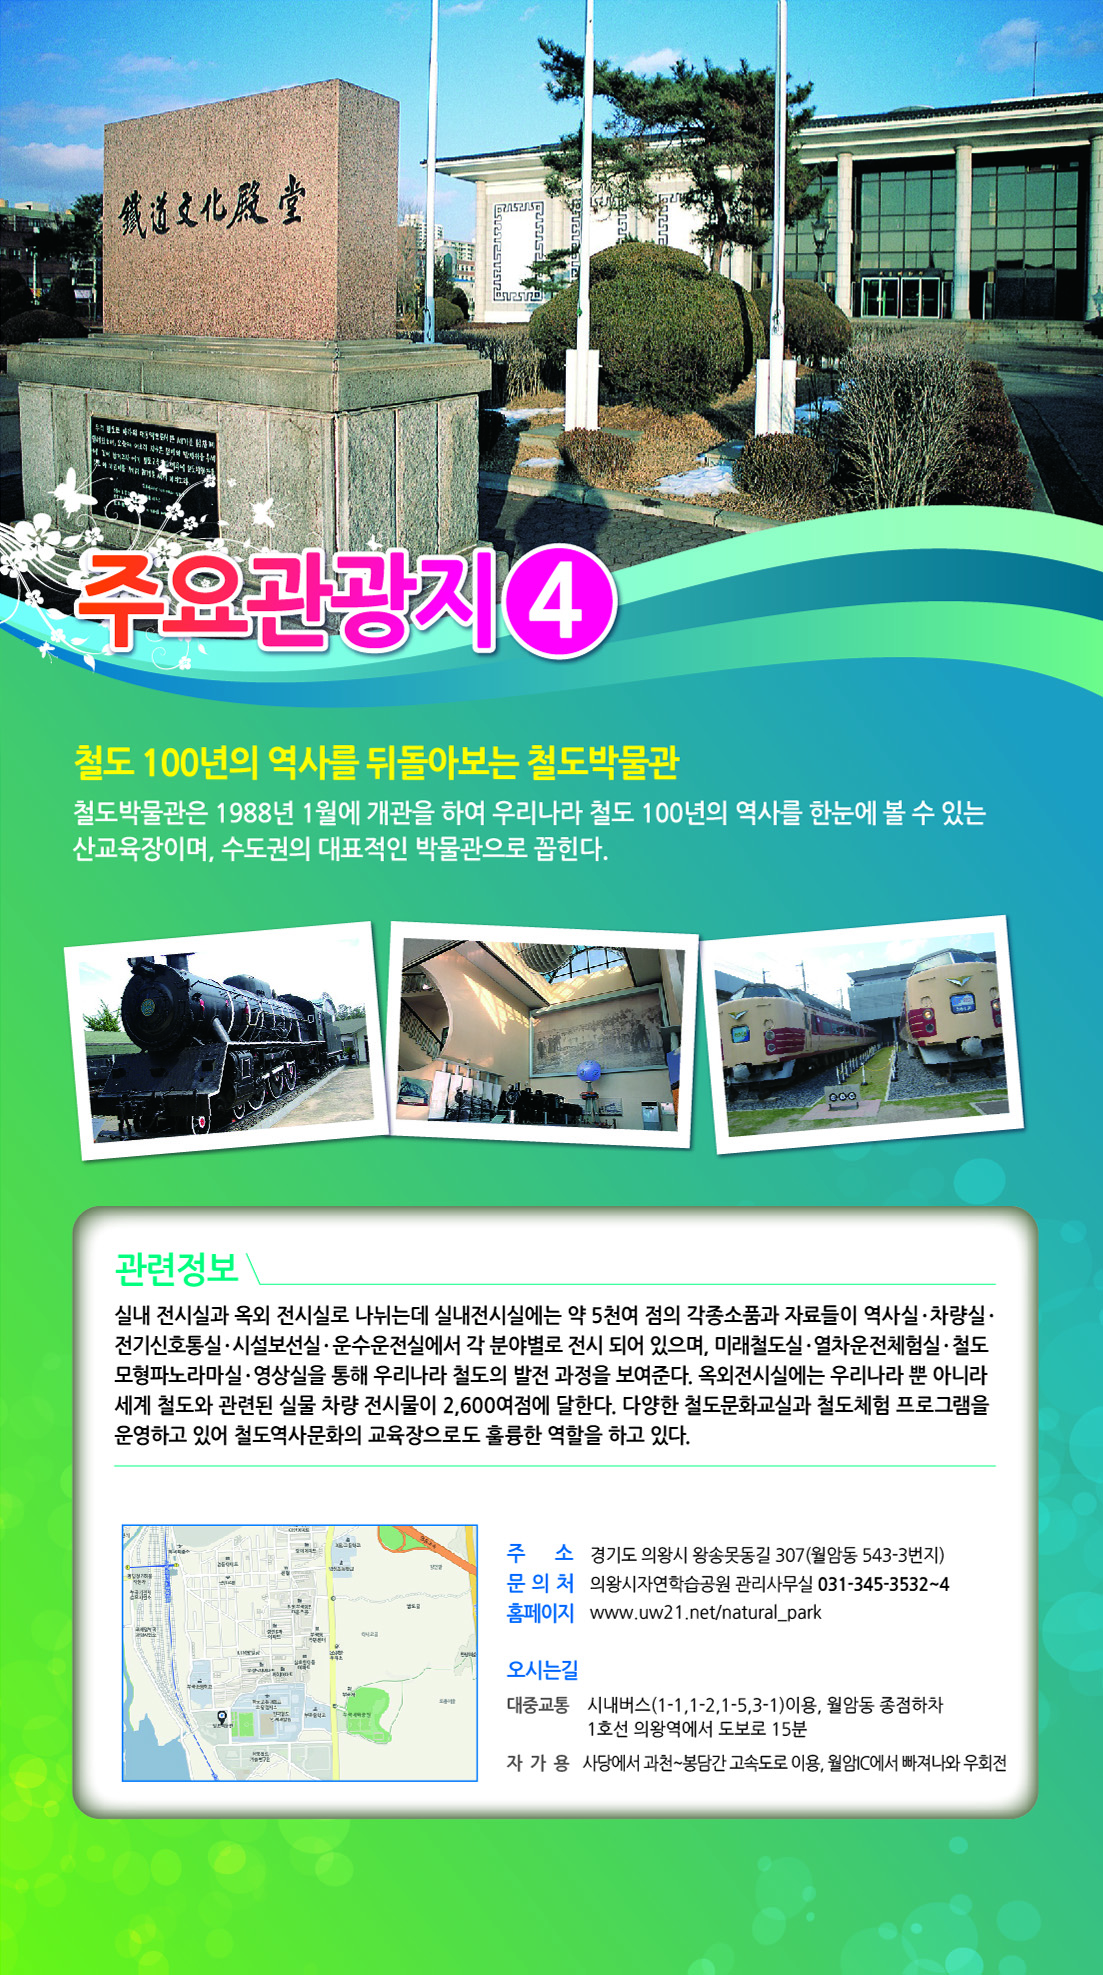 鐵道文化殿堂
주요관광지 4
철도 100년의 역사를 뒤돌아보는 철도박물관
철도박물관은 1988년 1월에 개관을 하여 우리나라 철도 100년의 역사를 한눈에 볼 수 있는
산교육장이며, 수도권의 대표적인 박물관으로 꼽힌다.
관련정보
실내 전시실과 옥외 전시실로 나뉘는데 실내전시실에는 약 5천여 점의 각종소품과 자료들이 역사실·차량실·
전기신호통실·시설보선실·운수운전실에서 각 분야별로 전시 되어 있으며, 미래철도실·열차운전체험실·철도
모형파노라마실·영상실을 통해 우리나라 철도의 발전 과정을 보여준다. 옥외전시실에는 우리나라 뿐 아니라
세계 철도와 관련된 실물 차량 전시물이 2,600여점에 달한다. 다양한 철도문화교실과 철도체험 프로그램을
운영하고 있어 철도역사문화의 교육장으로도 훌륭한 역할을 하고 있다.
주 소 경기도 의왕시 왕송못동길 307(월암동 543-3번지)
문 의 처 의왕시자연학습공원 관리사무실 031-345-3532~4
홈페이지 www.uw21.net/natural_park
오시는길
대중교통 시내버스(1-1,1-2,1-5,3-1)이용, 월암동 종점하차
1호선 의왕역에서 도보로 15분
자 가 용 사당에서 과천~봉담간 고속도로 이용, 월암IC에서 빠져나와 우회전